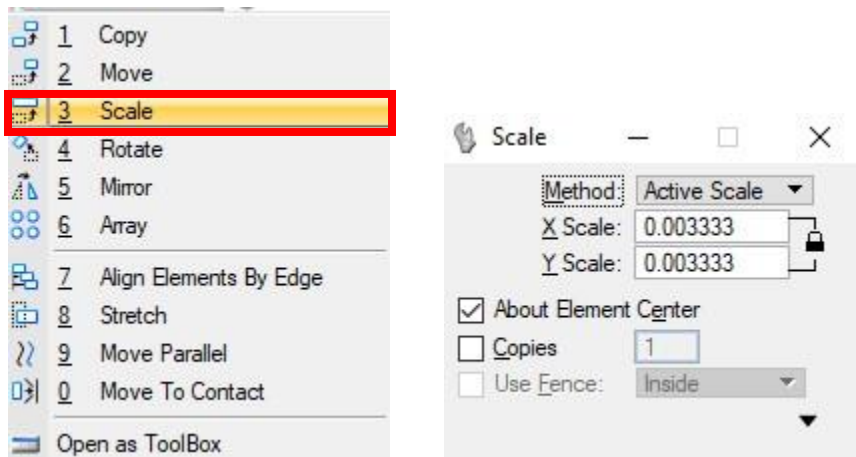 1 Copy
2 Move
3 Scale
4 Rotate
5 Mirror
6 Array
7 Align Elements By Edge
8 Stretch
9 Move Parallel
0 Move To Contact
Open as ToolBox
Scale
Method: Active Scale
X Scale: 0.003333
Y Scale: 0.003333
About Element Center
Copies 1
Use Fence: Inside